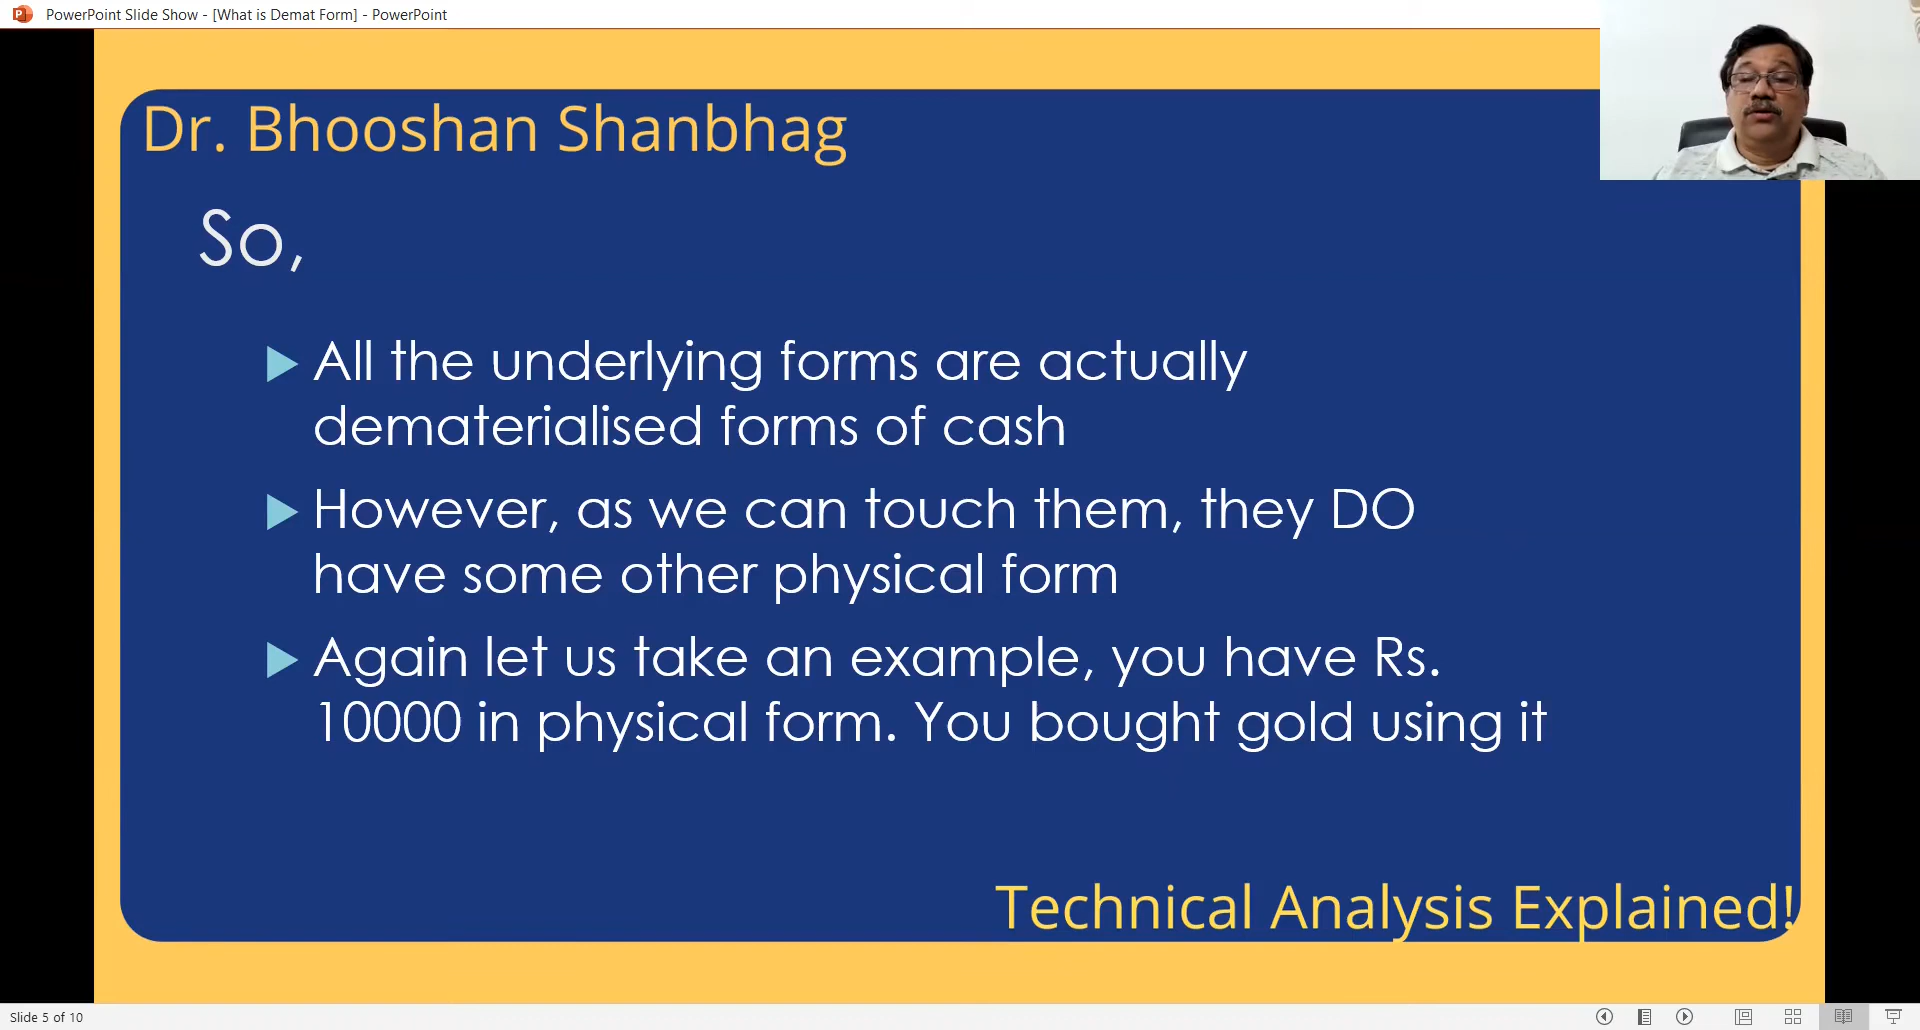 PowerPoint Slide Show - [What is Demat Form] - PowerPoint
Dr. Bhooshan Shanbhag
So,
All the underlying forms are actually
dematerialised forms of cash
However, as we can touch them, they DO
have some other physical form
Again let us take an example, you have Rs.
10000 in physical form. You bought gold using it
Technical Analysis Explained!
Slide 5 of 10